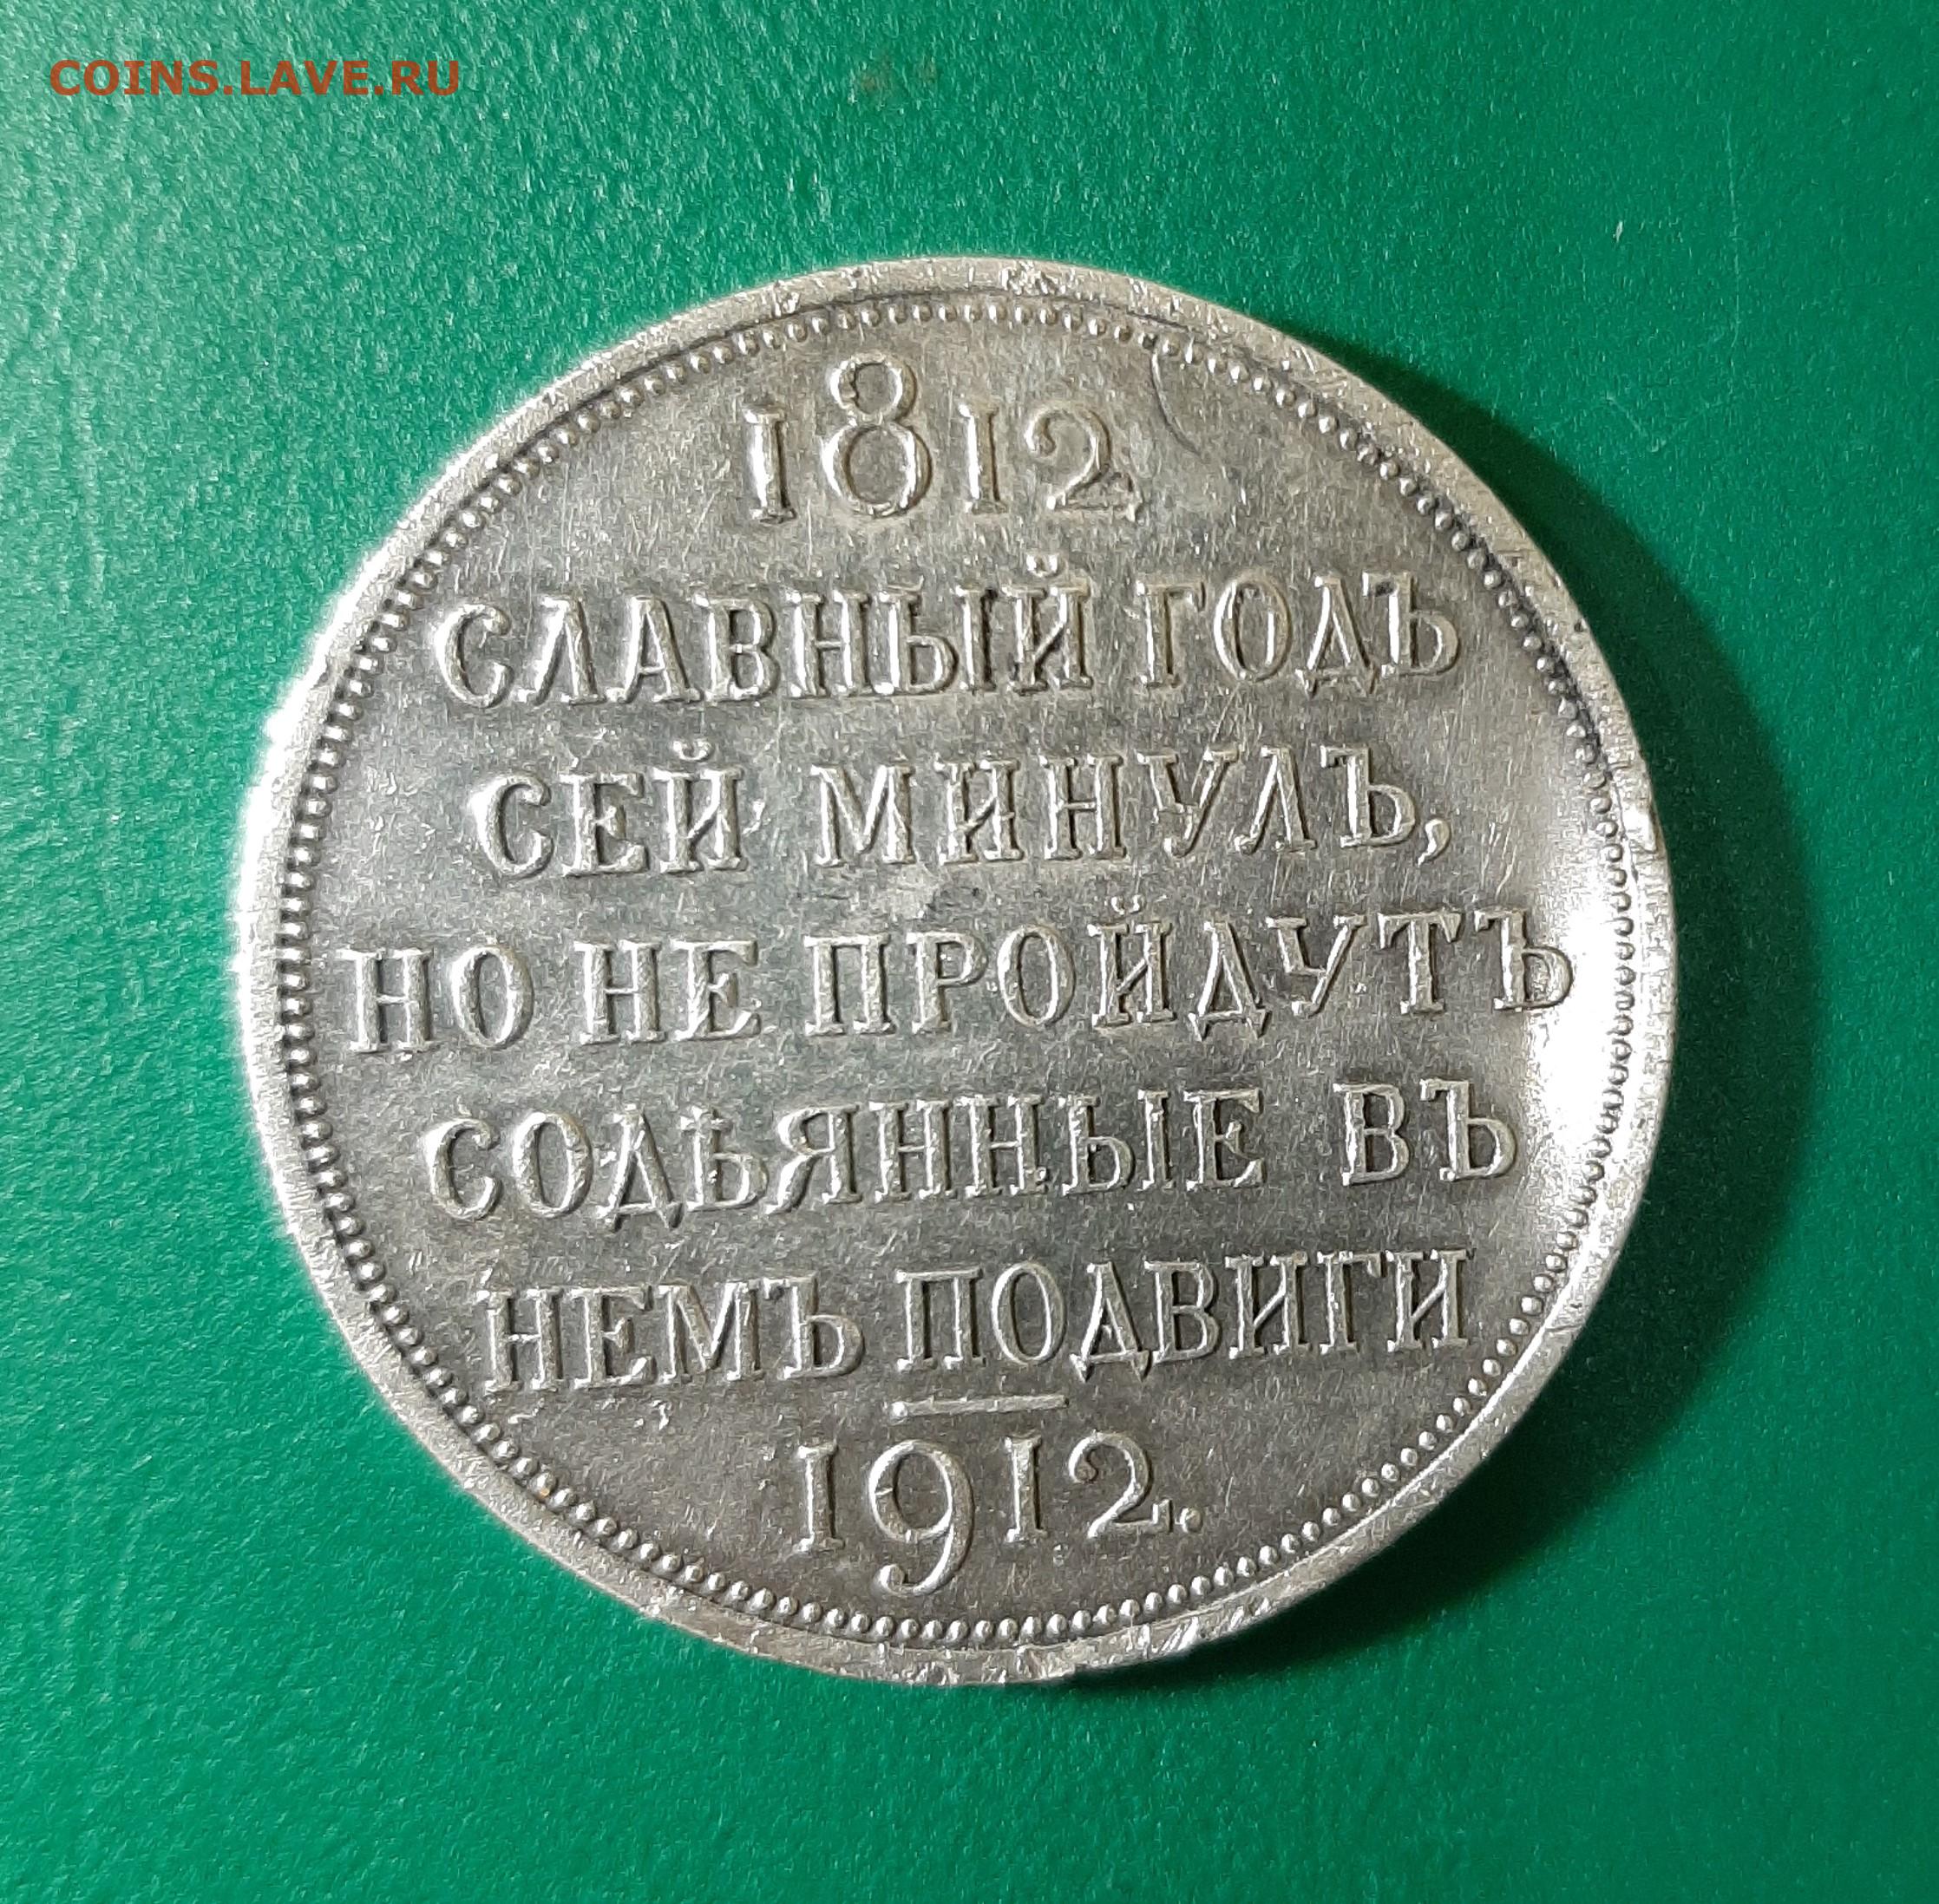 COINS.LAVE.RU
1812
СЛАВНЫЙ ГОДЪ
СЕЙ МИНУЛЪ,
НО НЕ ПРОЙДУТЪ
СОДѢЯННЫЕ ВЪ
НЕМЪ ПОДВИГИ
1912.